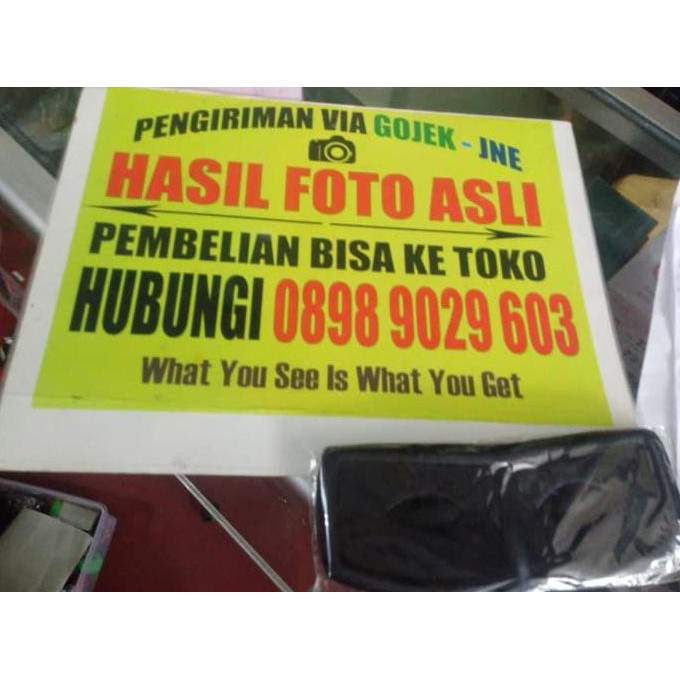 PENGIRIMAN VIA GOJEK - JNE
HASIL FOTO ASLI
PEMBELIAN BISA KE TOKO
HUBUNGI 0898 9029 603
What You See Is What You Get